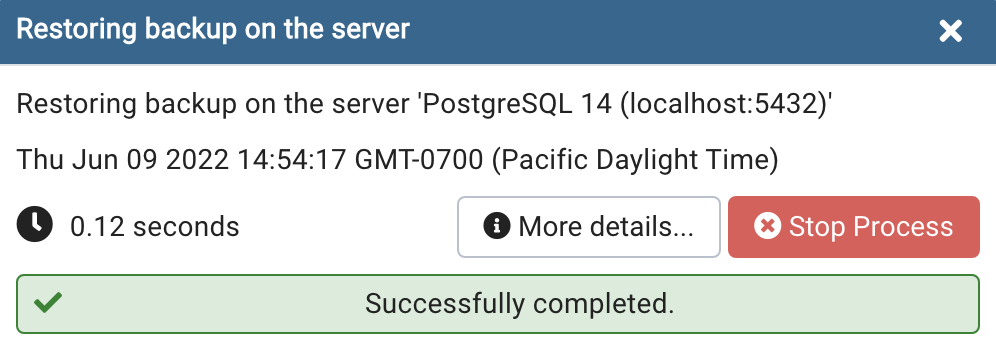 Restoring backup on the server
Restoring backup on the server 'PostgreSQL 14 (localhost:5432)'
Thu Jun 09 2022 14:54:17 GMT-0700 (Pacific Daylight Time)
0.12 seconds More details... Stop Process
Successfully completed.